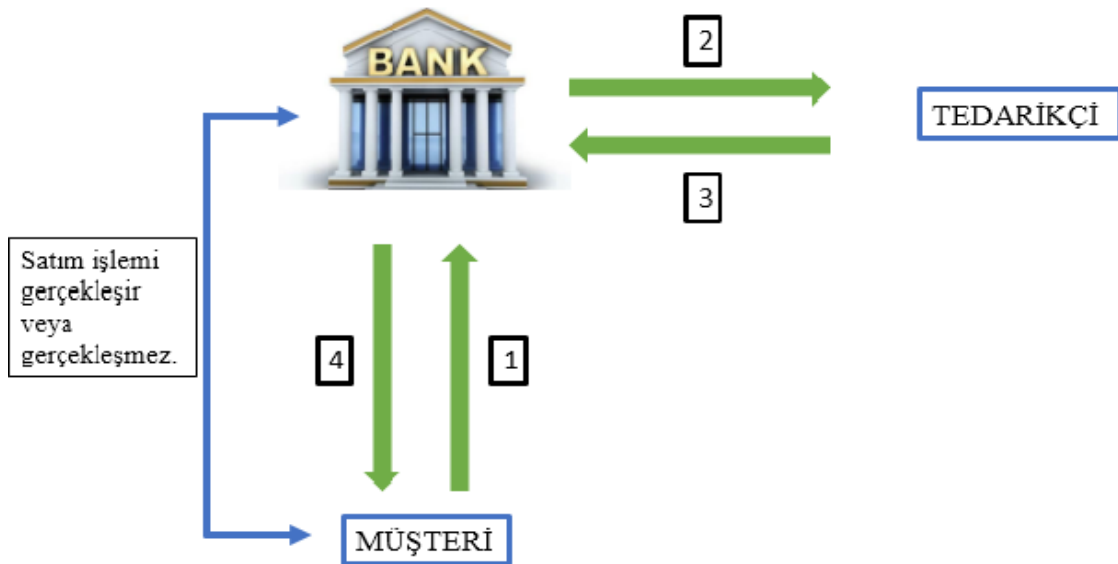 BANK
2
TEDARİKÇİ
3
Satım işlemi
gerçekleşir
veya
gerçekleşmez.
4
1
MÜŞTERİ